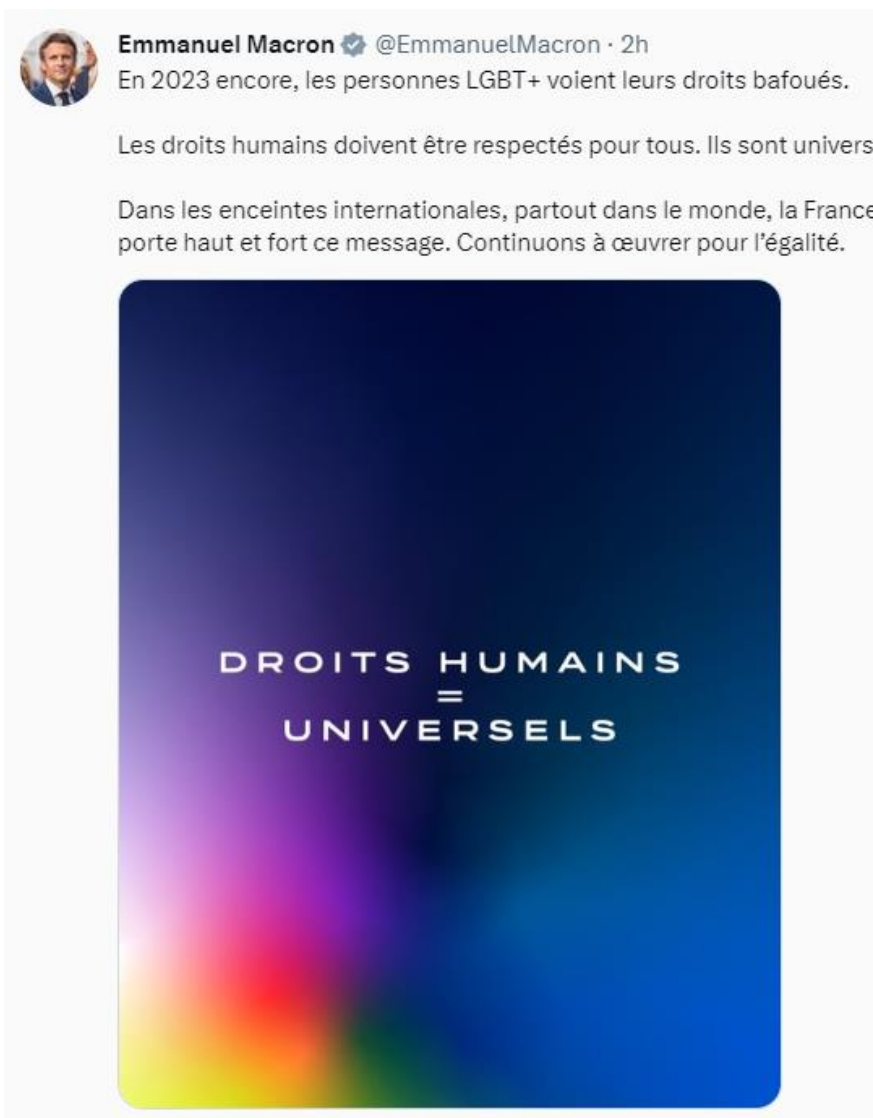 Emmanuel Macron @EmmanuelMacron · 2h
En 2023 encore, les personnes LGBT+ voient leurs droits bafoués.
Les droits humains doivent être respectés pour tous. Ils sont univers
Dans les enceintes internationales, partout dans le monde, la France
porte haut et fort ce message. Continuons à œuvrer pour l’égalité.
DROITS HUMAINS
=
UNIVERSELS